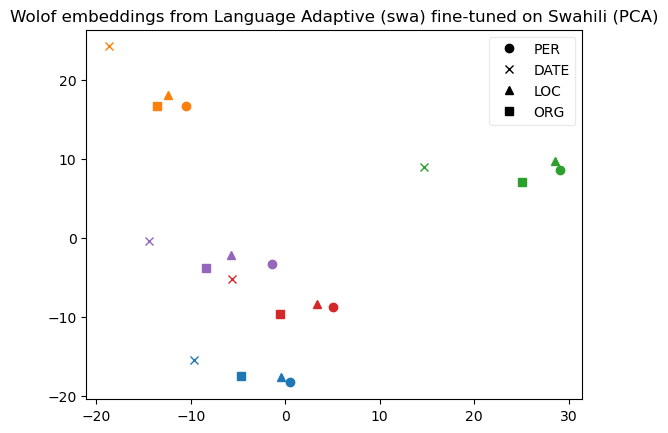 Wolof embeddings from Language Adaptive (swa) fine-tuned on Swahili (PCA)
PER
DATE
LOC
ORG
20
10
0
−10
−20
−20 −10 0 10 20 30